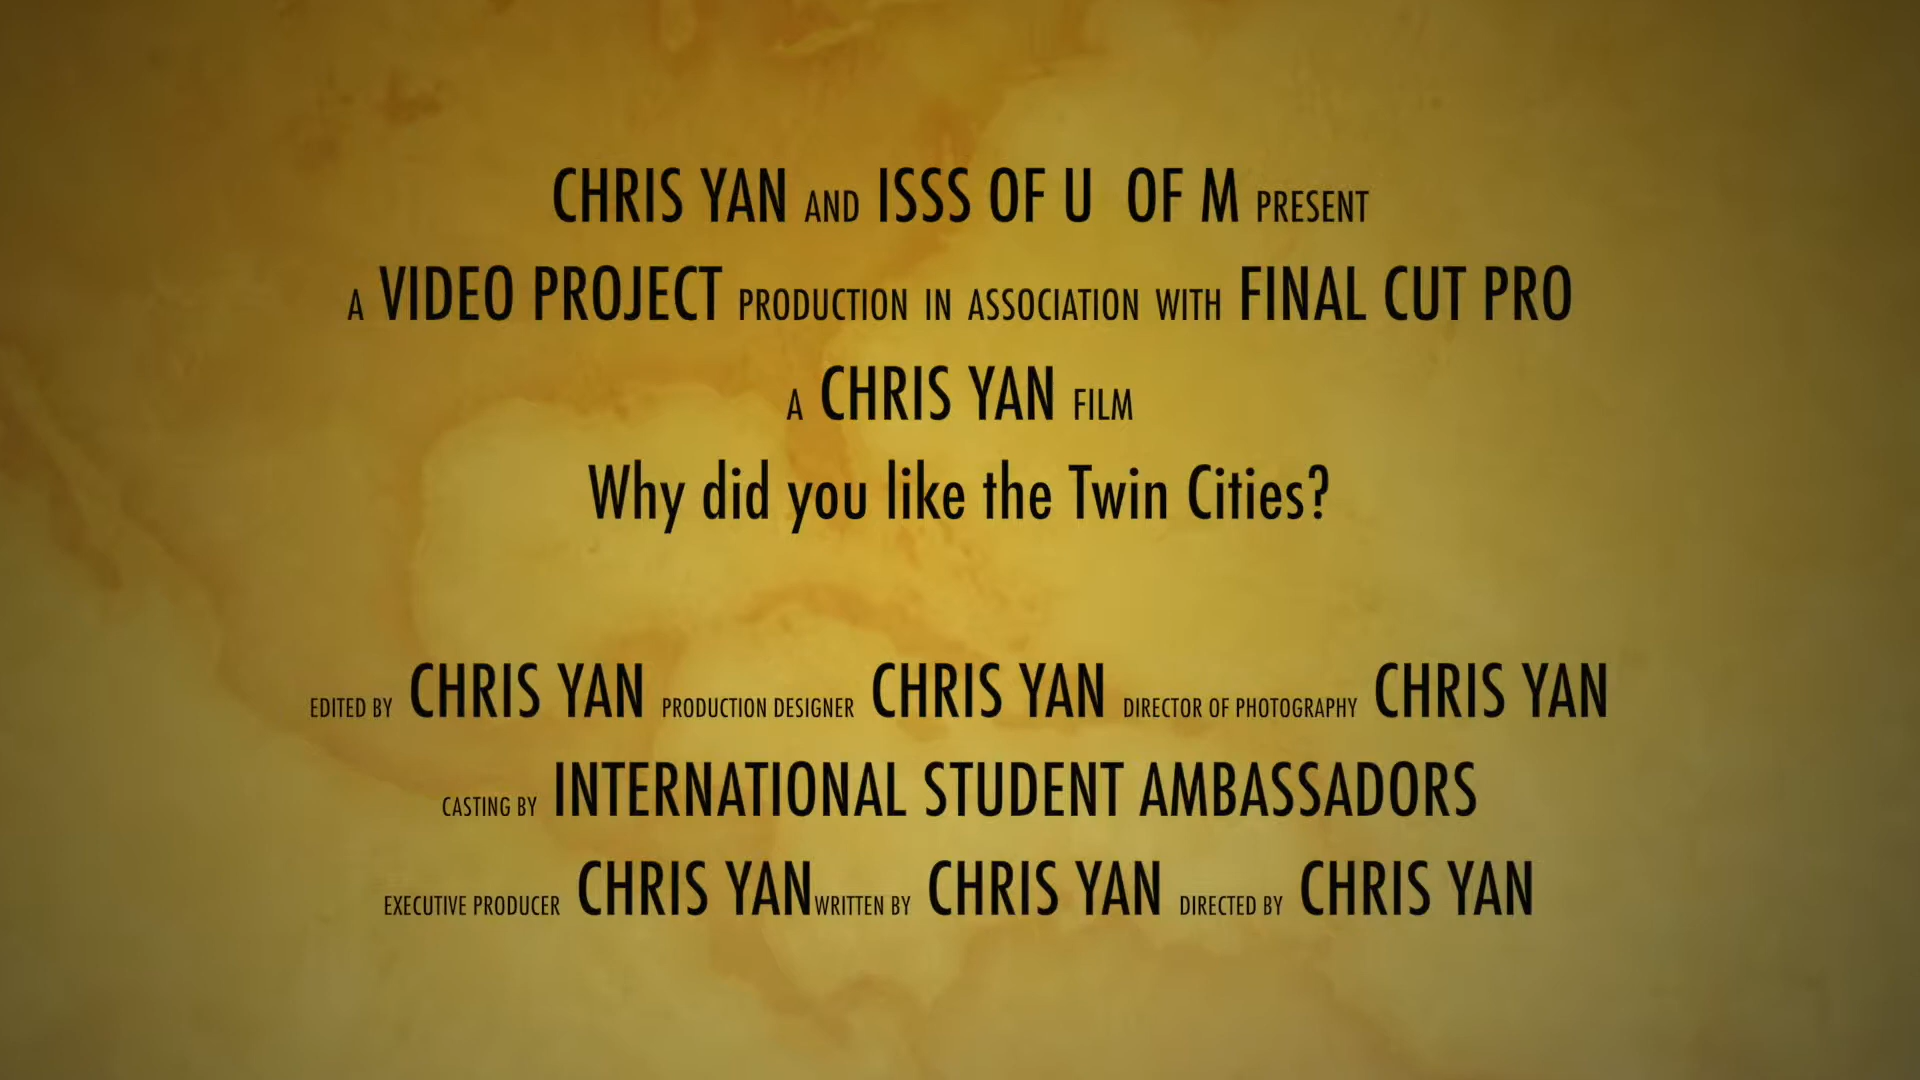 CHRIS YAN AND ISSS OF U OF M PRESENT
A VIDEO PROJECT PRODUCTION IN ASSOCIATION WITH FINAL CUT PRO
A CHRIS YAN FILM
Why did you like the Twin Cities?
EDITED BY CHRIS YAN PRODUCTION DESIGNER CHRIS YAN DIRECTOR OF PHOTOGRAPHY CHRIS YAN
CASTING BY INTERNATIONAL STUDENT AMBASSADORS
EXECUTIVE PRODUCER CHRIS YAN WRITTEN BY CHRIS YAN DIRECTED BY CHRIS YAN